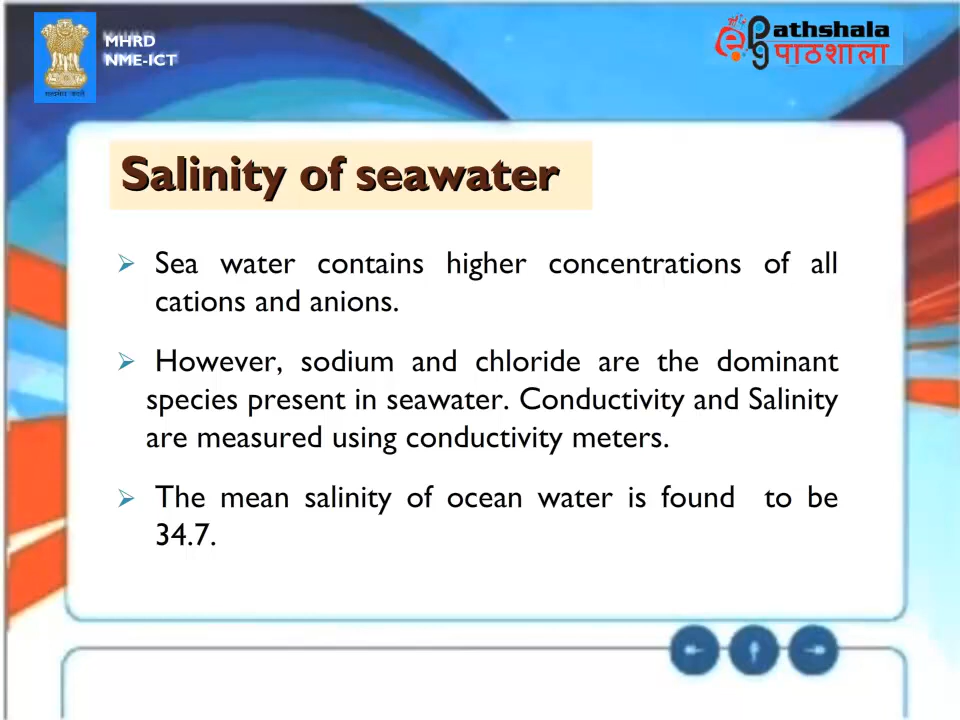 MHRD
NME-ICT
epg Pathshala
पाठशाला
Salinity of seawater
Sea water contains higher concentrations of all
cations and anions.
However, sodium and chloride are the dominant
species present in seawater. Conductivity and Salinity
are measured using conductivity meters.
The mean salinity of ocean water is found to be
34.7.